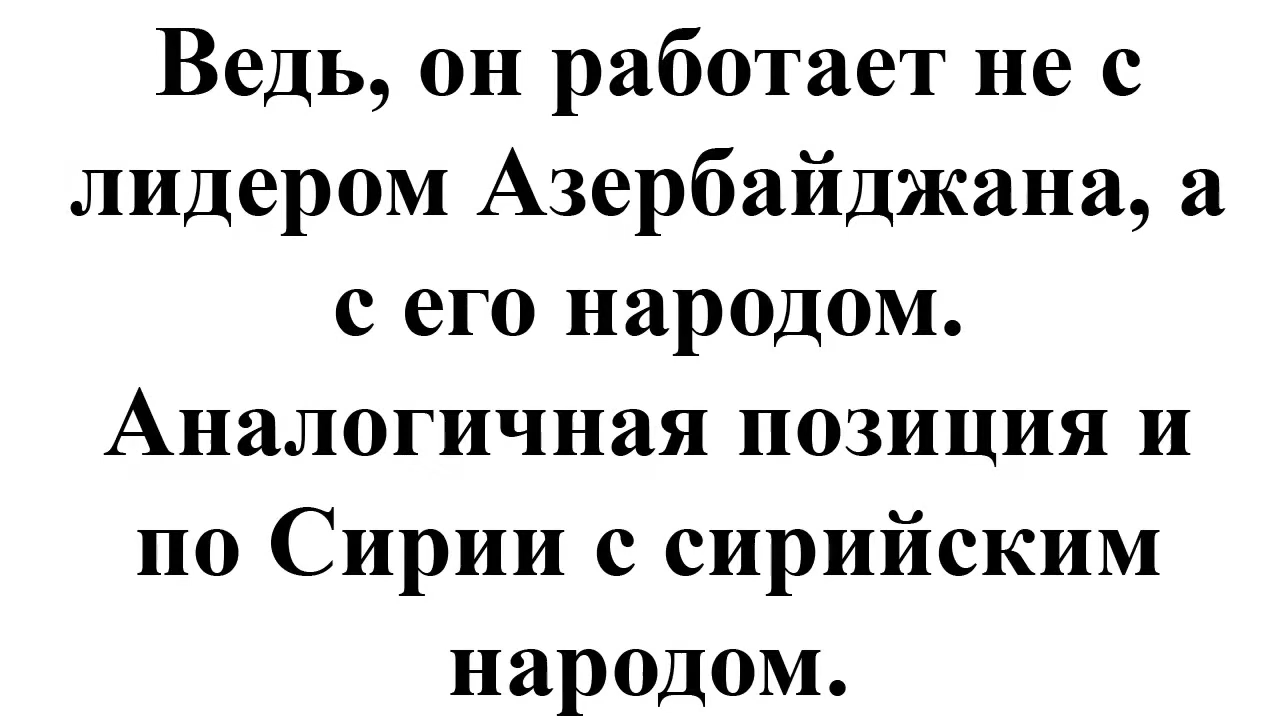 Ведь, он работает не с
лидером Азербайджана, а
с его народом.
Аналогичная позиция и
по Сирии с сирийским
народом.